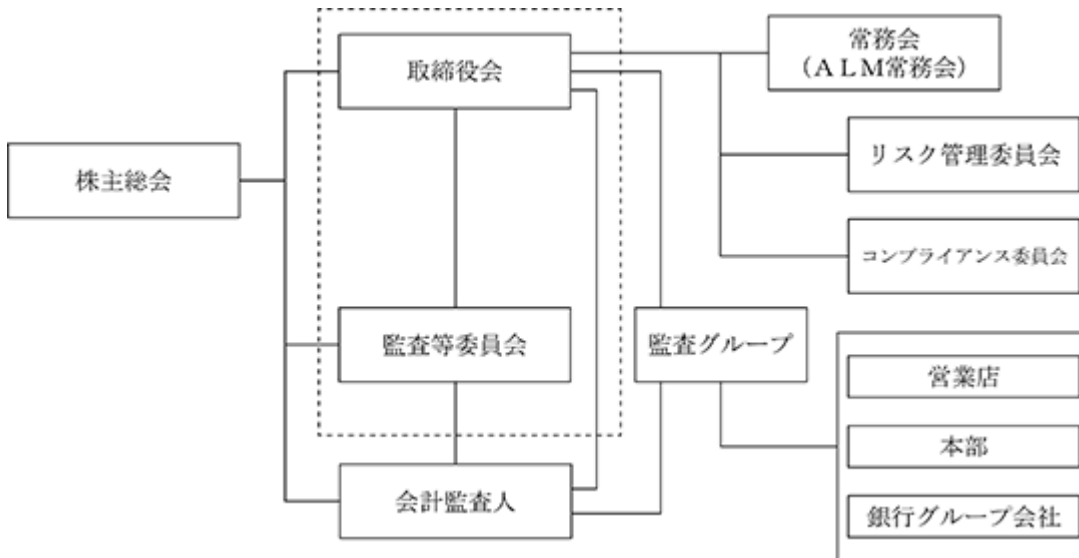 取締役会
常務会
(ALM常務会)
リスク管理委員会
株主総会
コンプライアンス委員会
監査等委員会
監査グループ
営業店
本部
会計監査人
銀行グループ会社